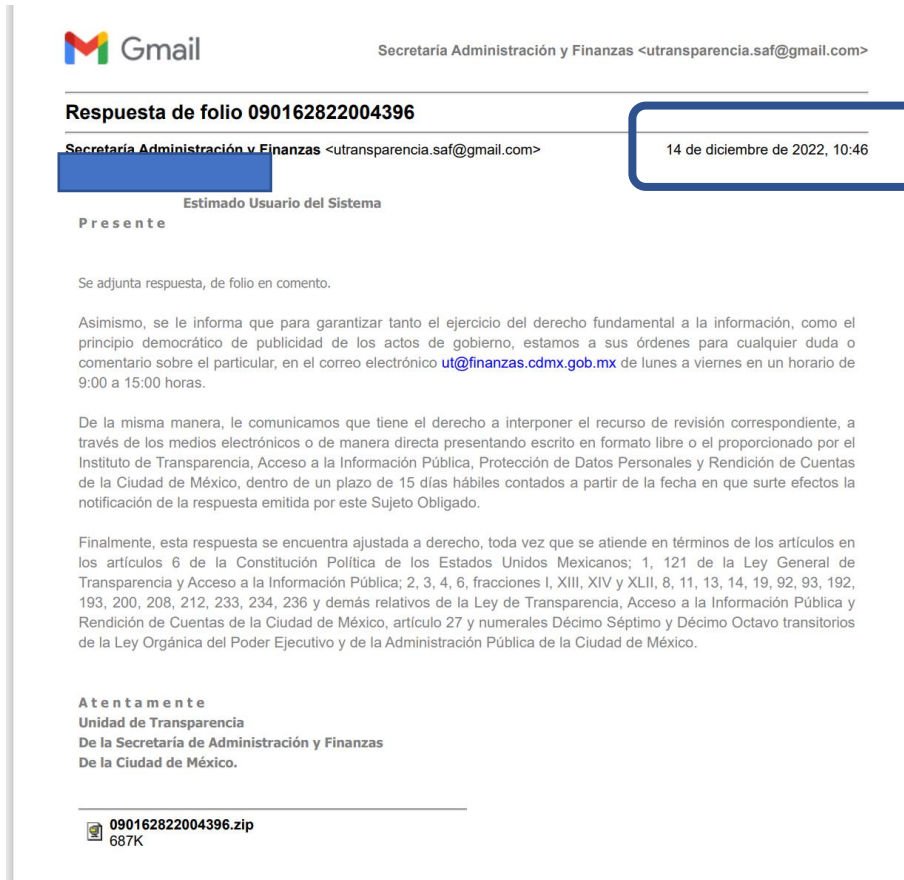 Gmail
Secretaría Administración y Finanzas <utransparencia.saf@gmail.com>
Respuesta de folio 090162822004396
Secretaría Administración y Finanzas <utransparencia.saf@gmail.com>
14 de diciembre de 2022, 10:46
Estimado Usuario del Sistema
P r e s e n t e
Se adjunta respuesta, de folio en comento.
Asimismo, se le informa que para garantizar tanto el ejercicio del derecho fundamental a la información, como el
principio democrático de publicidad de los actos de gobierno, estamos a sus órdenes para cualquier duda o
comentario sobre el particular, en el correo electrónico ut@finanzas.cdmx.gob.mx de lunes a viernes en un horario de
9:00 a 15:00 horas.
De la misma manera, le comunicamos que tiene el derecho a interponer el recurso de revisión correspondiente, a
través de los medios electrónicos o de manera directa presentando escrito en formato libre o el proporcionado por el
Instituto de Transparencia, Acceso a la Información Pública, Protección de Datos Personales y Rendición de Cuentas
de la Ciudad de México, dentro de un plazo de 15 días hábiles contados a partir de la fecha en que surte efectos la
notificación de la respuesta emitida por este Sujeto Obligado.
Finalmente, esta respuesta se encuentra ajustada a derecho, toda vez que se atiende en términos de los artículos en
los artículos 6 de la Constitución Política de los Estados Unidos Mexicanos; 1, 121 de la Ley General de
Transparencia y Acceso a la Información Pública; 2, 3, 4, 6, fracciones I, XIII, XIV y XLII, 8, 11, 13, 14, 19, 92, 93, 192,
193, 200, 208, 212, 233, 234, 236 y demás relativos de la Ley de Transparencia, Acceso a la Información Pública y
Rendición de Cuentas de la Ciudad de México, artículo 27 y numerales Décimo Séptimo y Décimo Octavo transitorios
de la Ley Orgánica del Poder Ejecutivo y de la Administración Pública de la Ciudad de México.
A t e n t a m e n t e
Unidad de Transparencia
De la Secretaría de Administración y Finanzas
De la Ciudad de México.
090162822004396.zip
687K